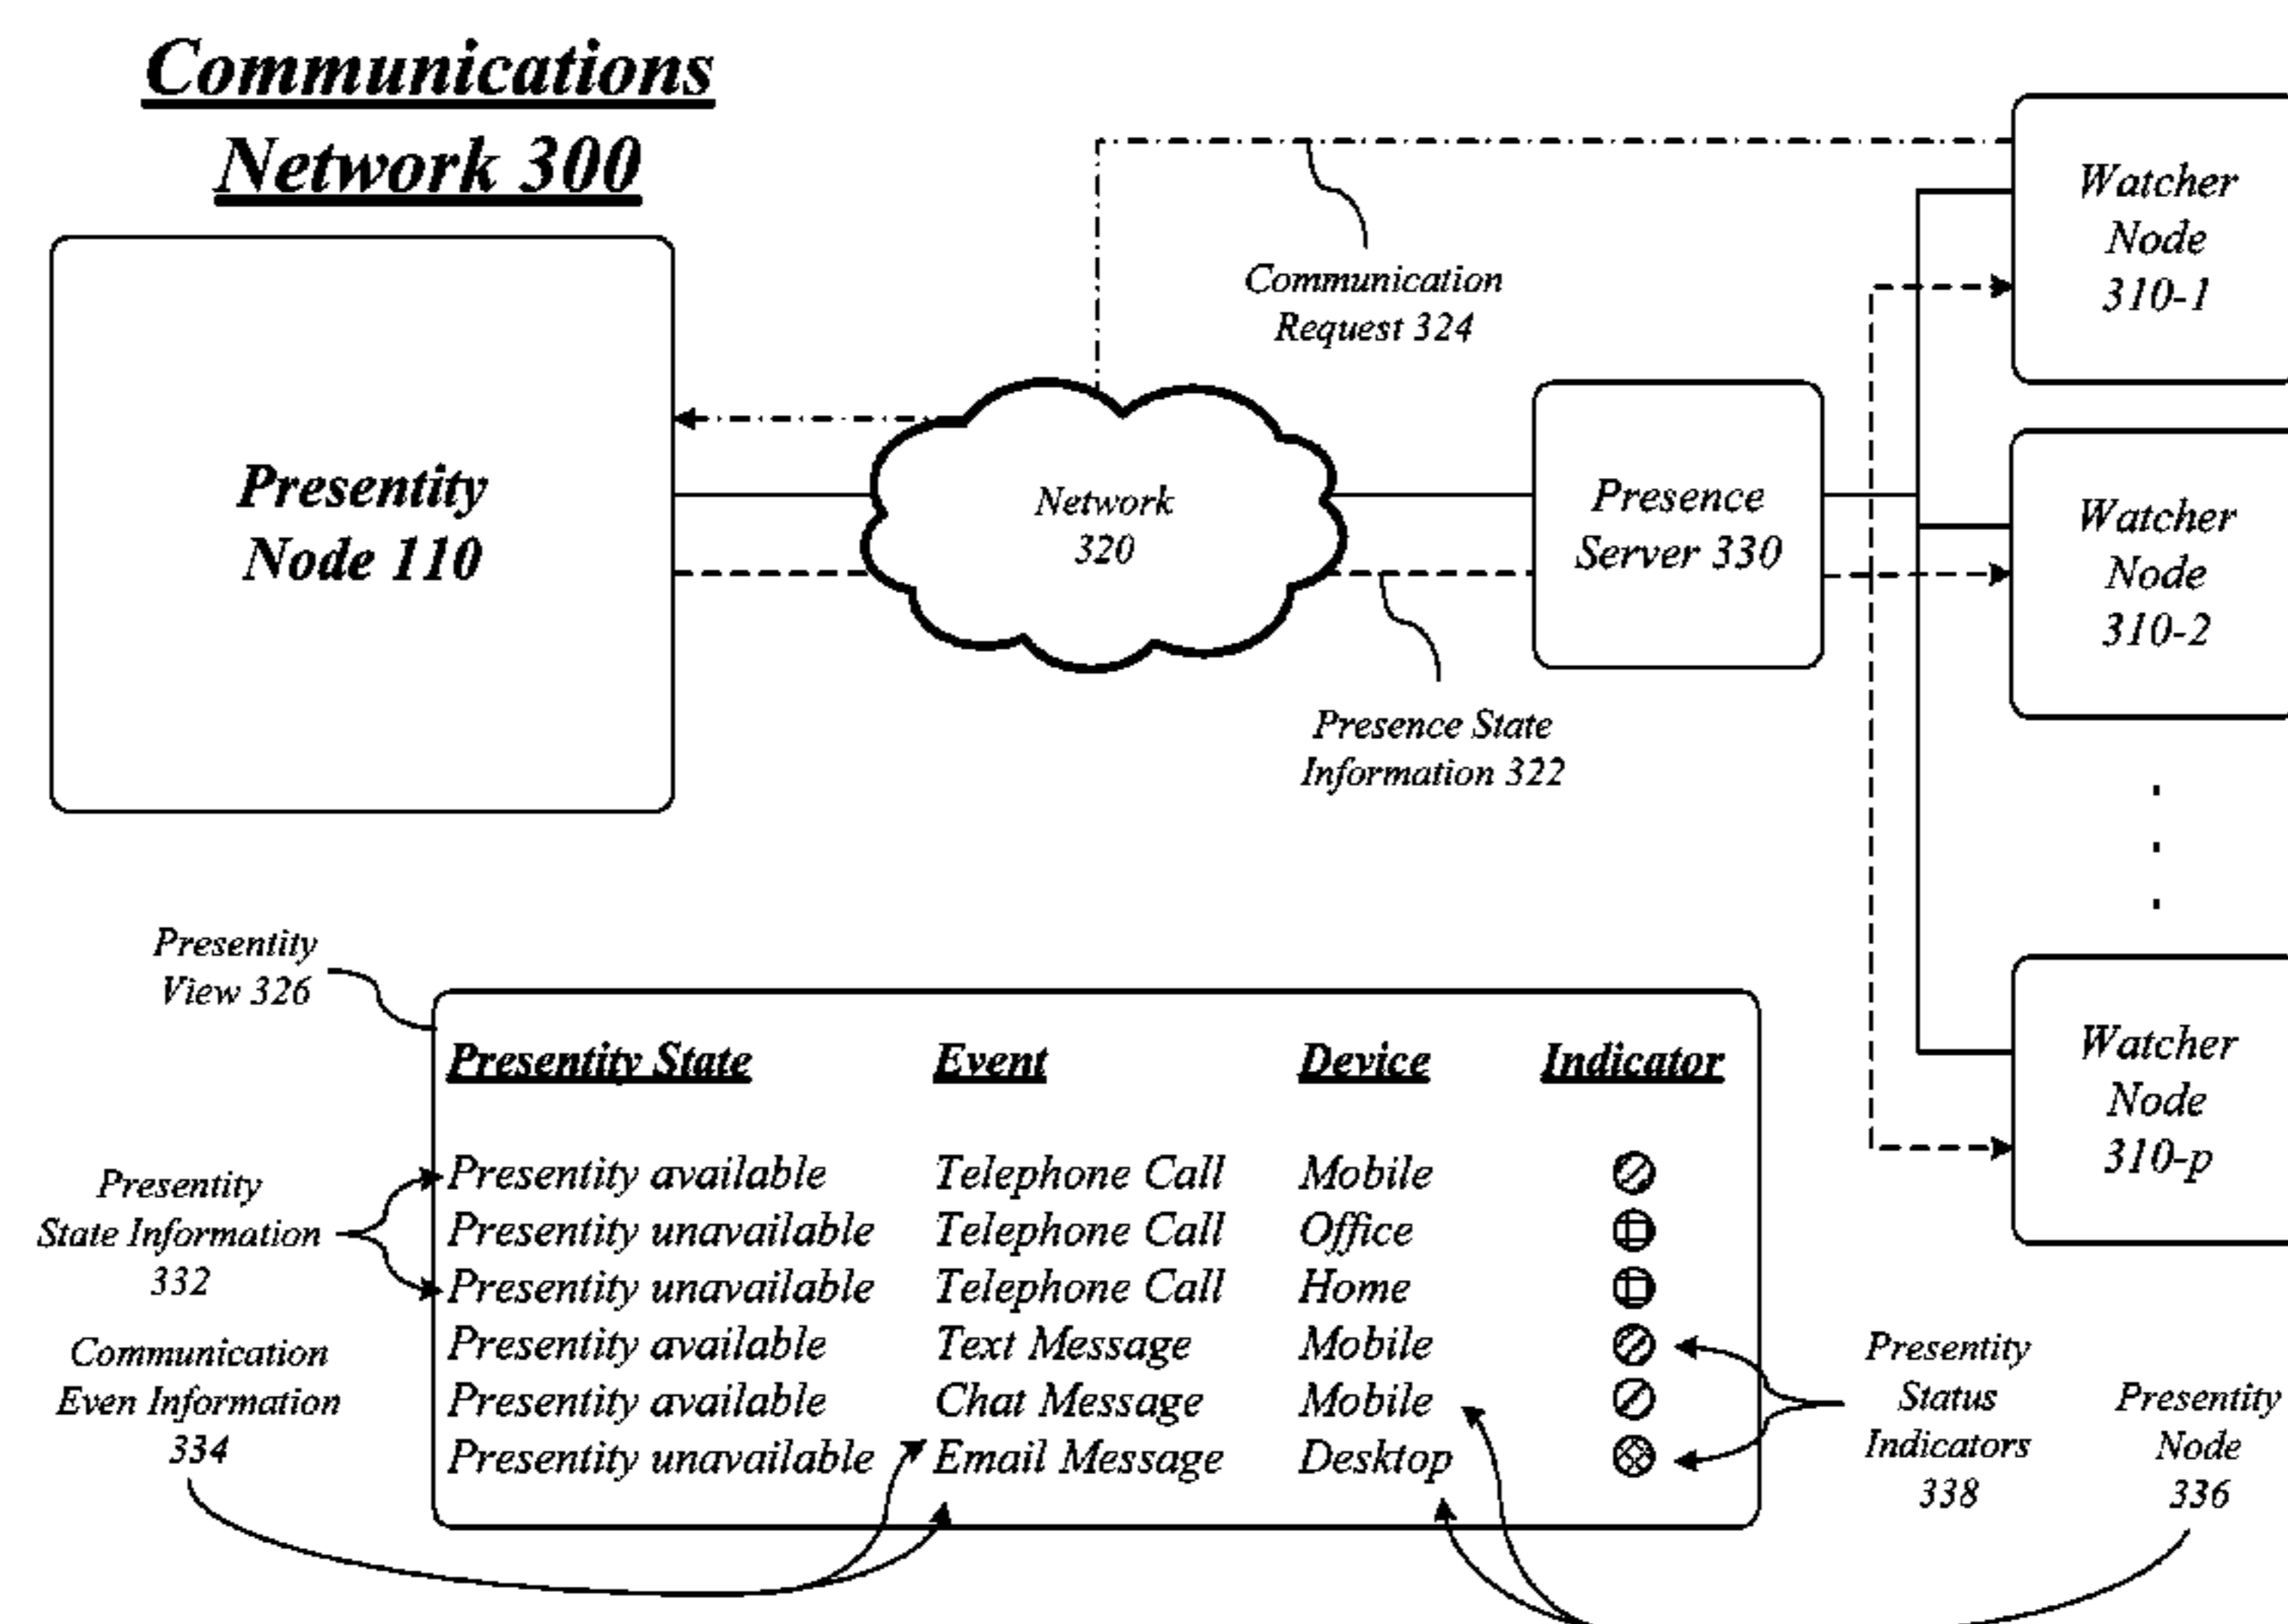 Communications
Network 300
Presentity
Node 110
Communication
Request 324
Network
320
Presence
Server 330
Presence State
Information 322
Watcher
Node
310-1
Watcher
Node
310-2
.
.
.
Watcher
Node
310-p
Presentity
View 326
Presentity State Event Device Indicator
Presentity available Telephone Call Mobile
Presentity unavailable Telephone Call Office
Presentity unavailable Telephone Call Home
Presentity available Text Message Mobile
Presentity available Chat Message Mobile
Presentity unavailable Email Message Desktop
Presentity
State Information
332
Communication
Even Information
334
Presentity
Status
Indicators
338
Presentity
Node
336